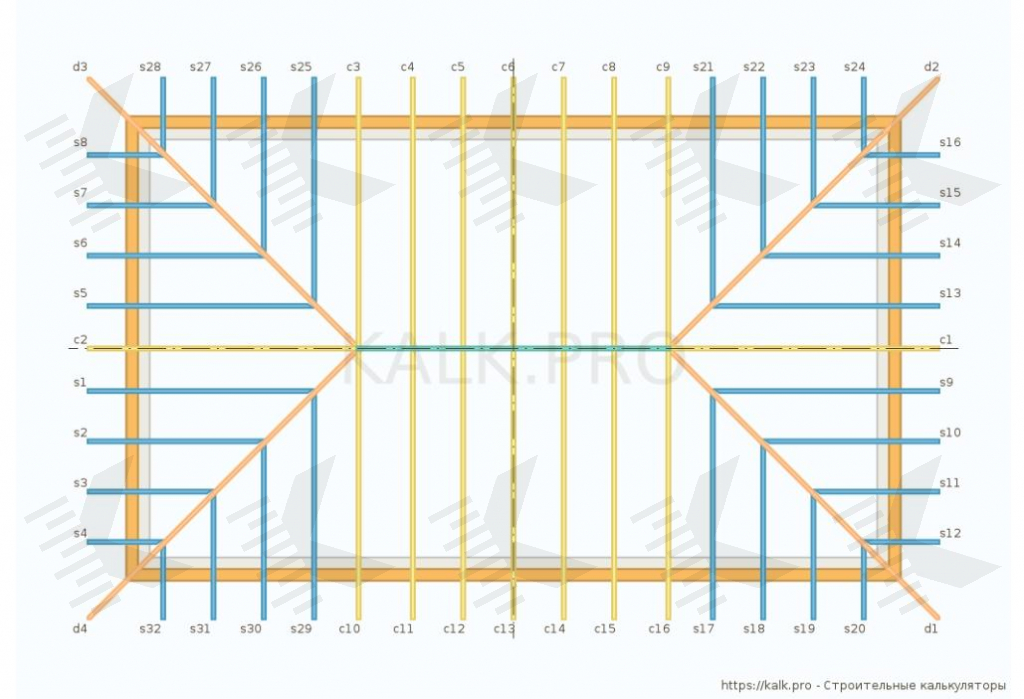 d3 s28 s27 s26 s25 c3 c4 c5 c6 c7 c8 c9 s21 s22 s23 s24 d2
s8 s16
s7 s15
s6 s14
s5 s13
c2 c1
KALK.PRO
s1 s9
s2 s10
s3 s11
s4 s12
d4 s32 s31 s30 s29 c10 c11 c12 c13 c14 c15 c16 s17 s18 s19 s20 d1
https://kalk.pro - Строительные калькуляторы